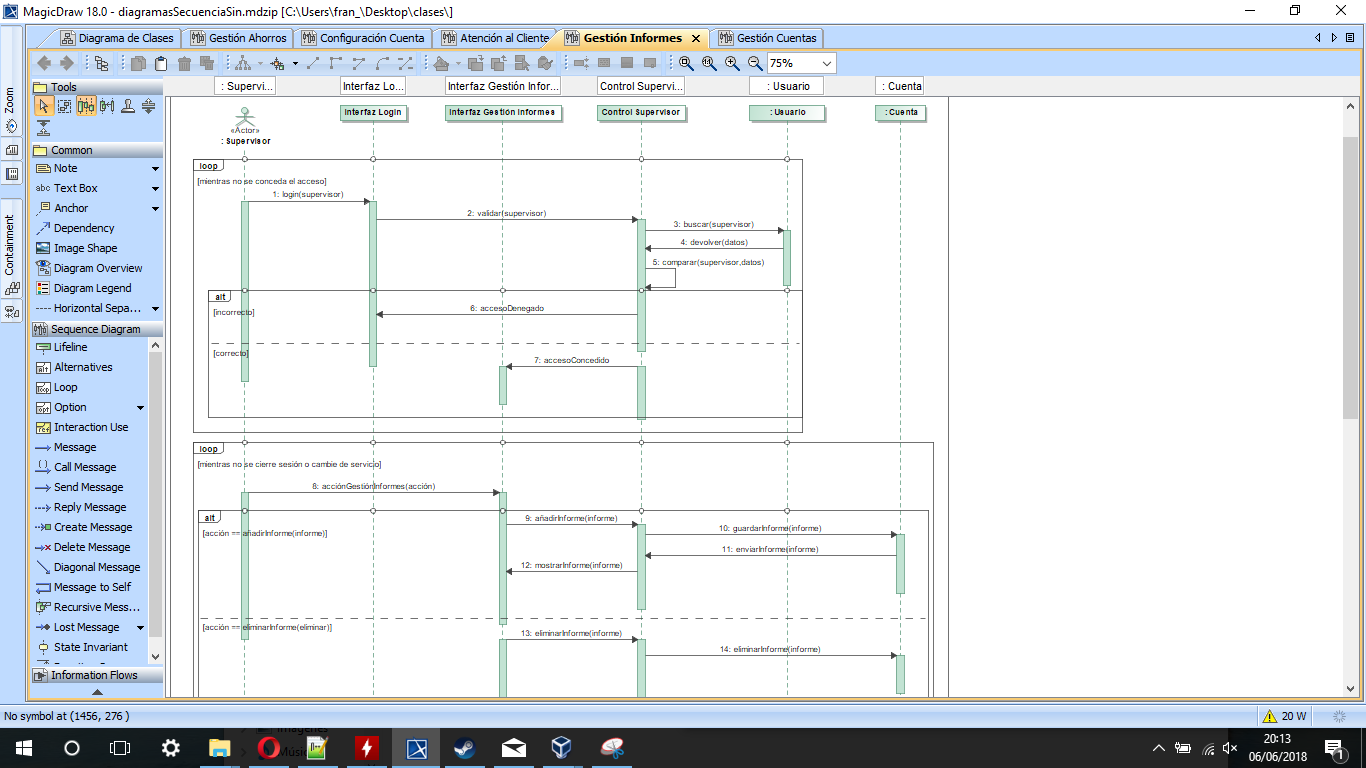 MagicDraw 18.0 - diagramasSecuenciaSin.mdzip [C:\Users\fran_\Desktop\clases\]
Diagrama de Clases
Gestión Ahorros
Configuración Cuenta
Atención al Cliente
Gestión Informes
Gestión Cuentas
75%
Zoom
Containment
Tools
Common
Note
abc Text Box
Anchor
Dependency
Image Shape
Diagram Overview
Diagram Legend
Horizontal Sepa...
Sequence Diagram
Lifeline
Alternatives
Loop
Option
Interaction Use
Message
Call Message
Send Message
Reply Message
Create Message
Delete Message
Diagonal Message
Message to Self
Recursive Mess...
Lost Message
State Invariant
Information Flows
: Supervi...
Interfaz Lo...
Interfaz Gestión Infor...
Control Supervi...
: Usuario
: Cuenta
Interfaz Login
Interfaz Gestión Informes
Control Supervisor
: Usuario
: Cuenta
«Actor»
: Supervisor
loop
[mientras no se conceda el acceso]
1: login(supervisor)
2: validar(supervisor)
3: buscar(supervisor)
4: devolver(datos)
5: comparar(supervisor,datos)
alt
[incorrecto]
6: accesoDenegado
[correcto]
7: accesoConcedido
loop
[mientras no se cierre sesión o cambie de servicio]
8: acciónGestiónInformes(acción)
alt
[acción == añadirInforme(informe)]
9: añadirInforme(informe)
10: guardarInforme(informe)
11: enviarInforme(informe)
12: mostrarInforme(informe)
[acción == eliminarInforme(eliminar)]
13: eliminarInforme(informe)
14: eliminarInforme(informe)
No symbol at (1456, 276 )
20 W
20:13
06/06/2018
1